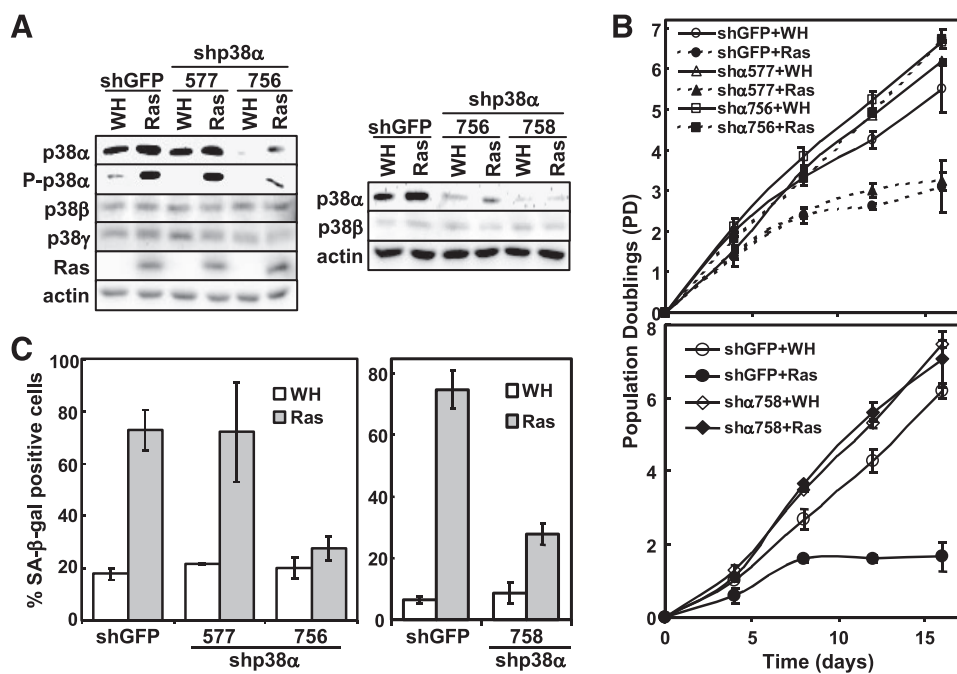 A
shp38α
shGFP 577 756
WH Ras WH Ras WH Ras
p38α
P-p38α
p38β
p38γ
Ras
actin
shp38α
shGFP 756 758
WH Ras WH Ras WH Ras
p38α
p38β
actin
B
Population Doublings (PD)
7
6
5
4
3
2
1
0
shGFP+WH
shGFP+Ras
shα577+WH
shα577+Ras
shα756+WH
shα756+Ras
8
6
4
2
0
shGFP+WH
shGFP+Ras
shα758+WH
shα758+Ras
0 5 10 15
Time (days)
C
% SA-β-gal positive cells
100
80
60
40
20
0
WH
Ras
shGFP 577 756
shp38α
80
60
40
20
0
WH
Ras
shGFP 758
shp38α